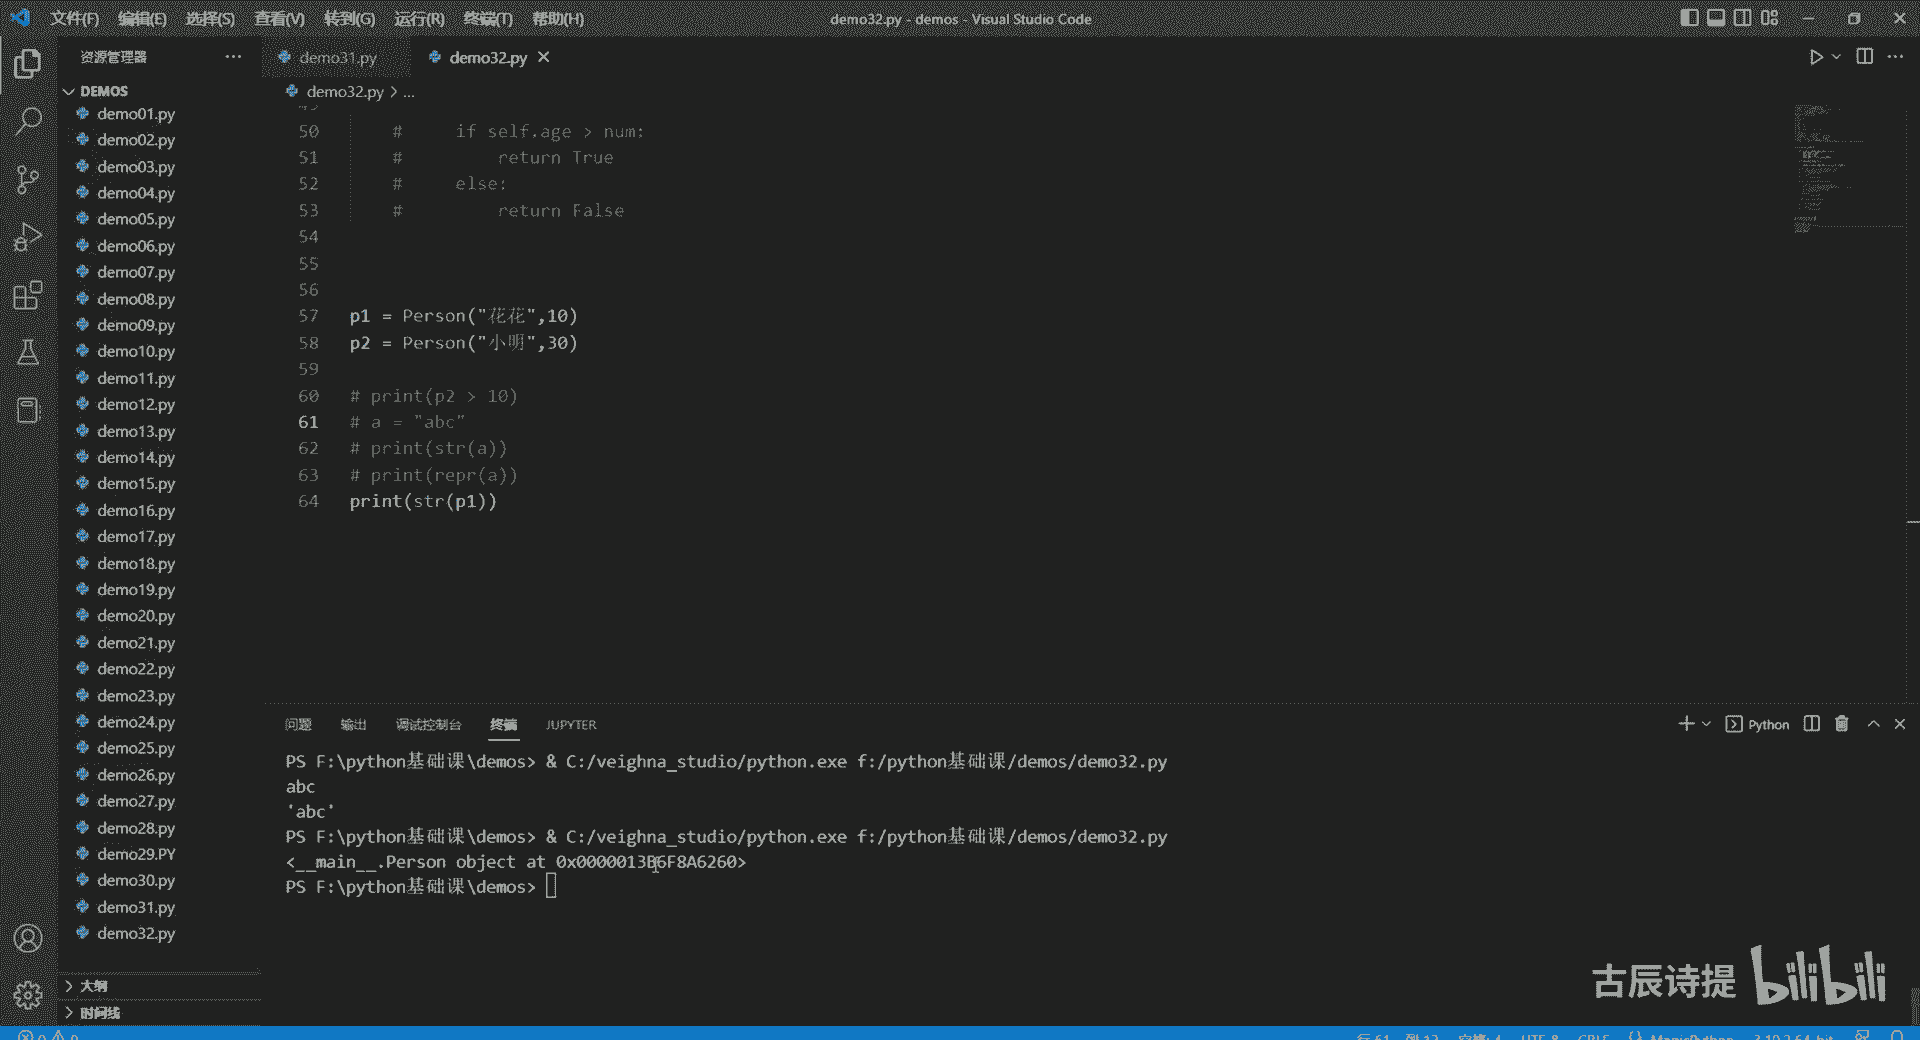 文件(F) 编辑(E) 选择(S) 查看(V) 转到(G) 运行(R) 终端(T) 帮助(H) demo32.py - demos - Visual Studio Code
资源管理器
DEMOS
demo01.py
demo02.py
demo03.py
demo04.py
demo05.py
demo06.py
demo07.py
demo08.py
demo09.py
demo10.py
demo11.py
demo12.py
demo13.py
demo14.py
demo15.py
demo16.py
demo17.py
demo18.py
demo19.py
demo20.py
demo21.py
demo22.py
demo23.py
demo24.py
demo25.py
demo26.py
demo27.py
demo28.py
demo29.PY
demo30.py
demo31.py
demo32.py
大纲
时间线
demo31.py demo32.py
demo32.py > ...
50 # if self.age > num:
51 # return True
52 # else:
53 # return False
54
55
56
57 p1 = Person("花花",10)
58 p2 = Person("小明",30)
59
60 # print(p2 > 10)
61 # a = "abc"
62 # print(str(a))
63 # print(repr(a))
64 print(str(p1))
问题 输出 调试控制台 终端 JUPYTER
Python
PS F:\python基础课\demos> & C:/veighna_studio/python.exe f:/python基础课/demos/demo32.py
abc
'abc'
PS F:\python基础课\demos> & C:/veighna_studio/python.exe f:/python基础课/demos/demo32.py
<__main__.Person object at 0x0000013B6F8A6260>
PS F:\python基础课\demos>
古辰诗提 bilibili